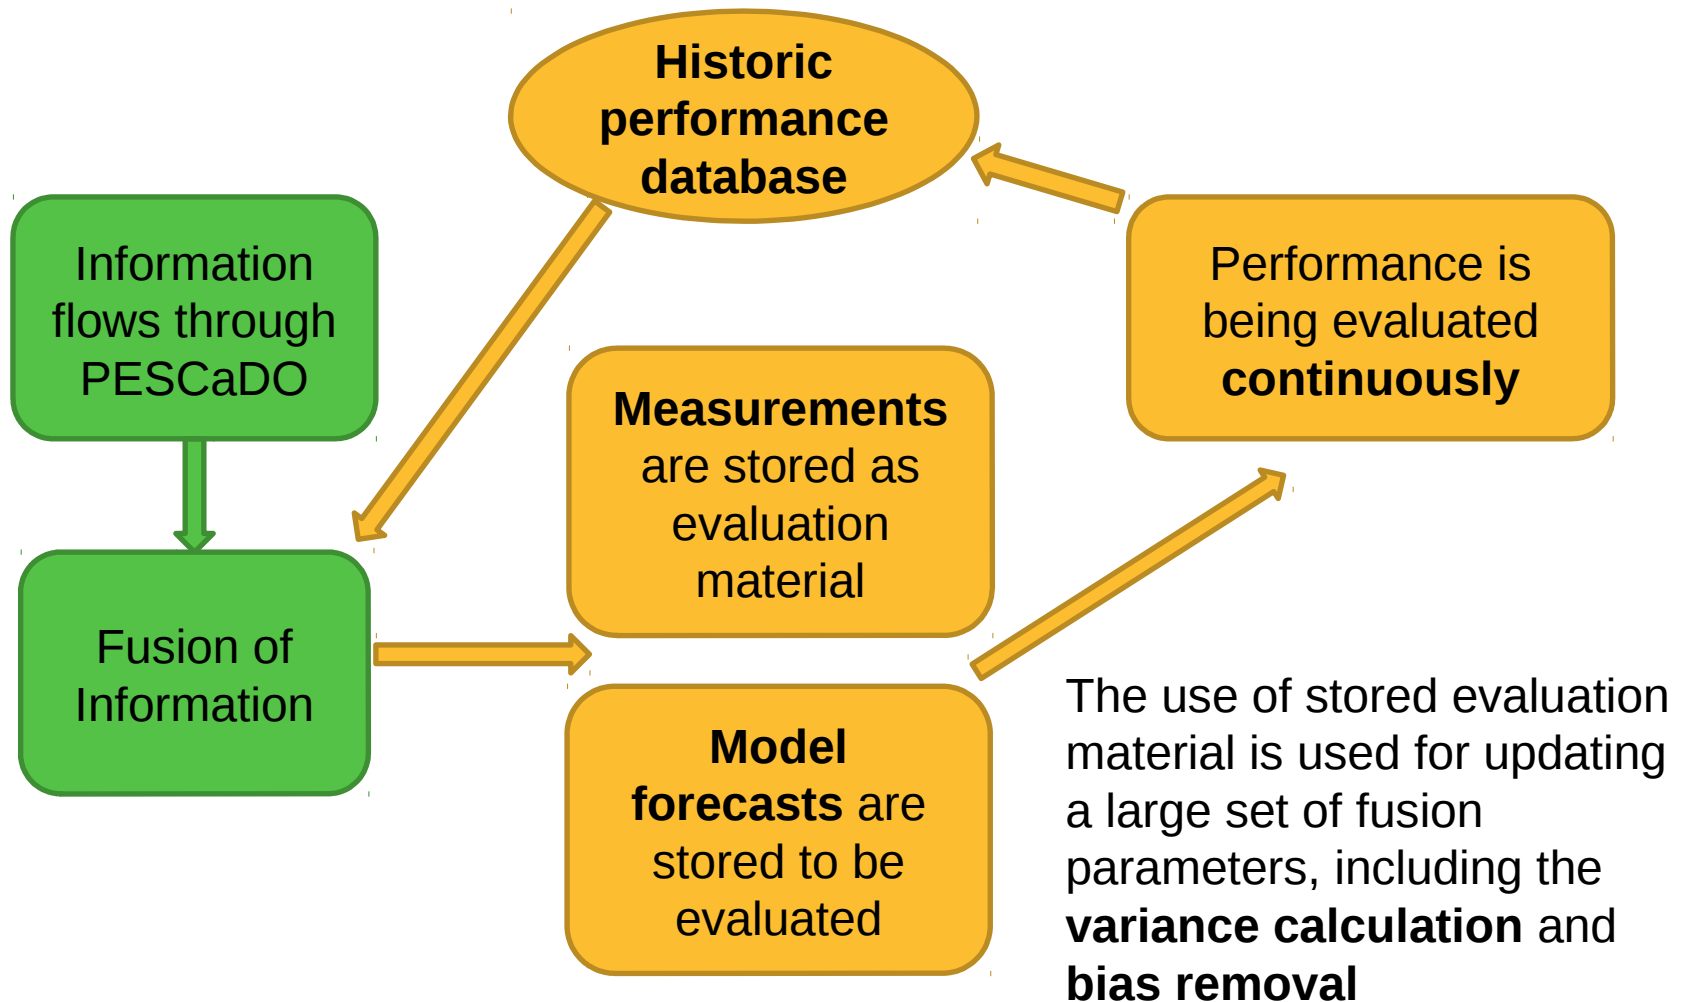 Historic
performance
database
Information
flows through
PESCaDO
Performance is
being evaluated
continuously
Measurements
are stored as
evaluation
material
Fusion of
Information
Model
forecasts are
stored to be
evaluated
The use of stored evaluation
material is used for updating
a large set of fusion
parameters, including the
variance calculation and
bias removal